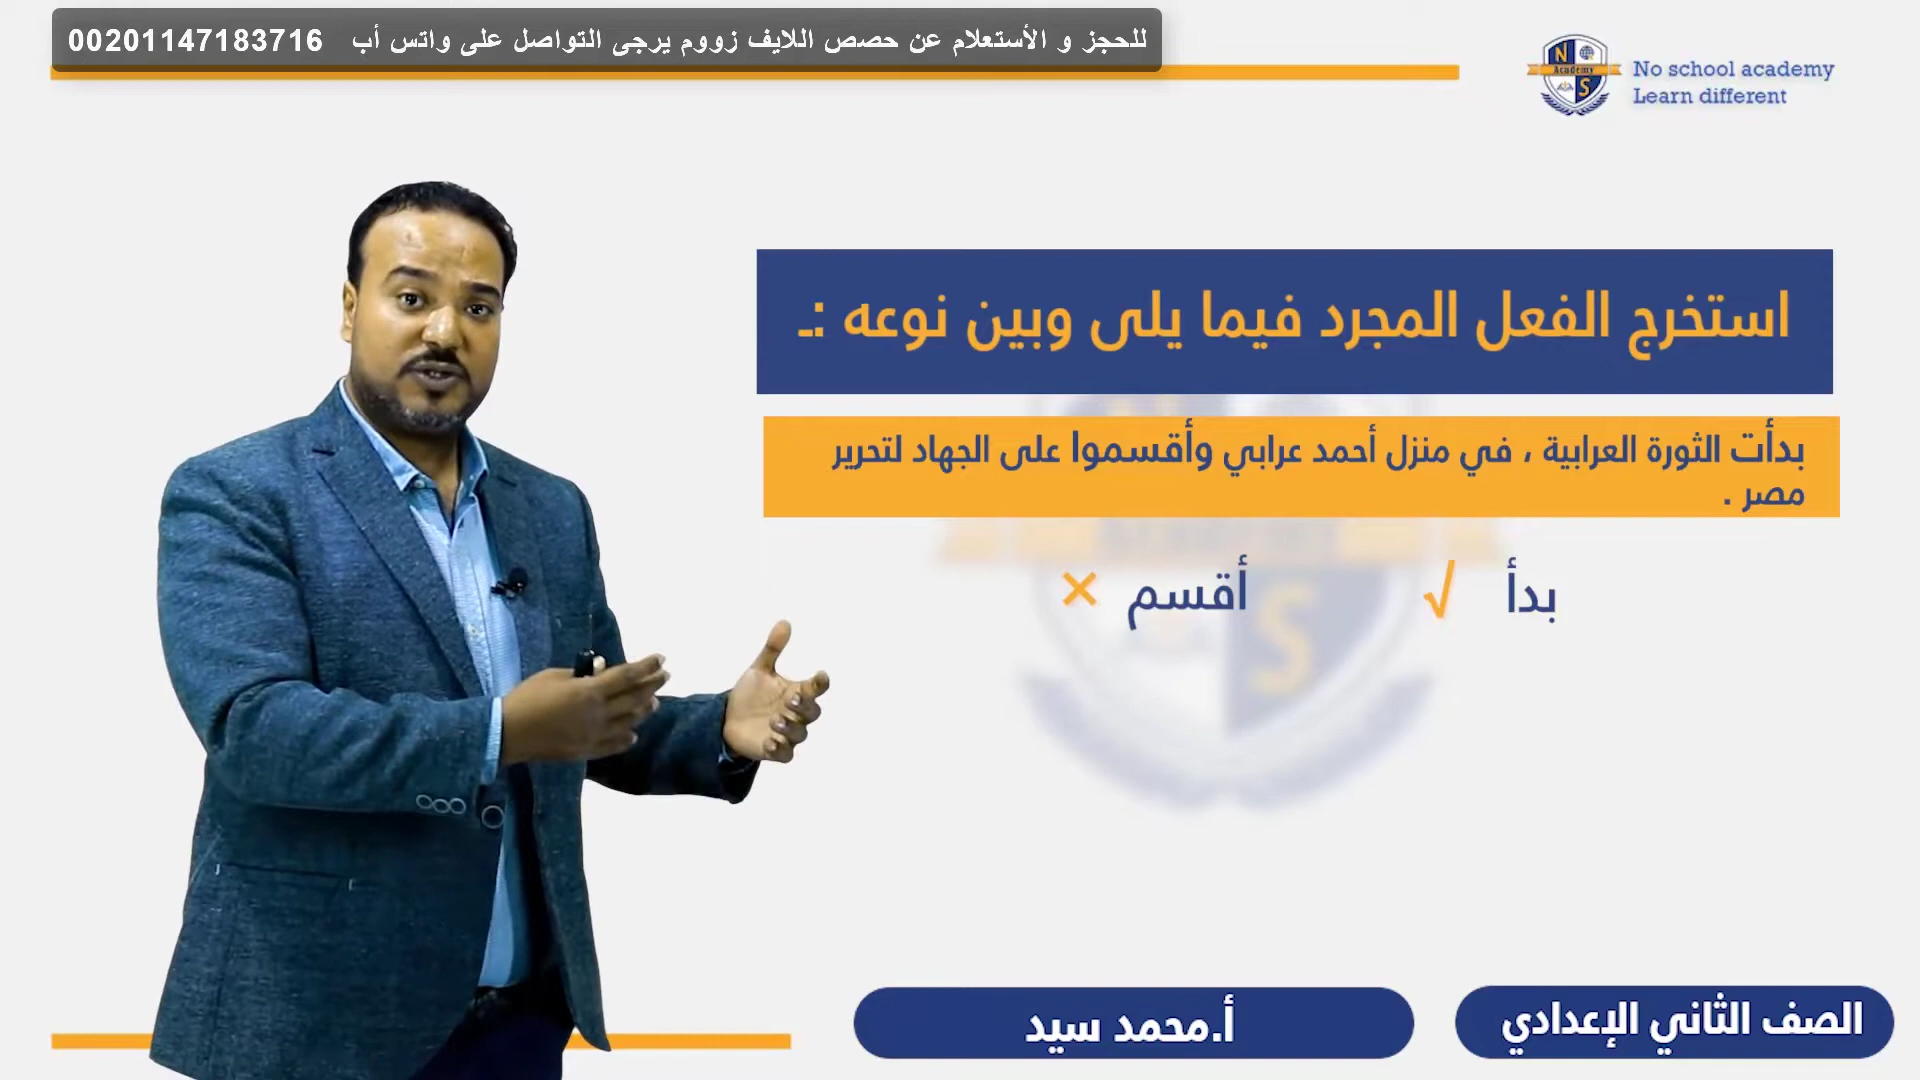 للحجز و الأستعلام عن حصص اللايف زووم يرجى التواصل على واتس أب 00201147183716
N S
Academy
No school academy
Learn different
استخرج الفعل المجرد فيما يلى وبين نوعه :ـ
بدأت الثورة العرابية ، في منزل أحمد عرابي وأقسموا على الجهاد لتحرير
مصر .
بدأ √ أقسم ×
أ.محمد سيد
الصف الثاني الإعدادي